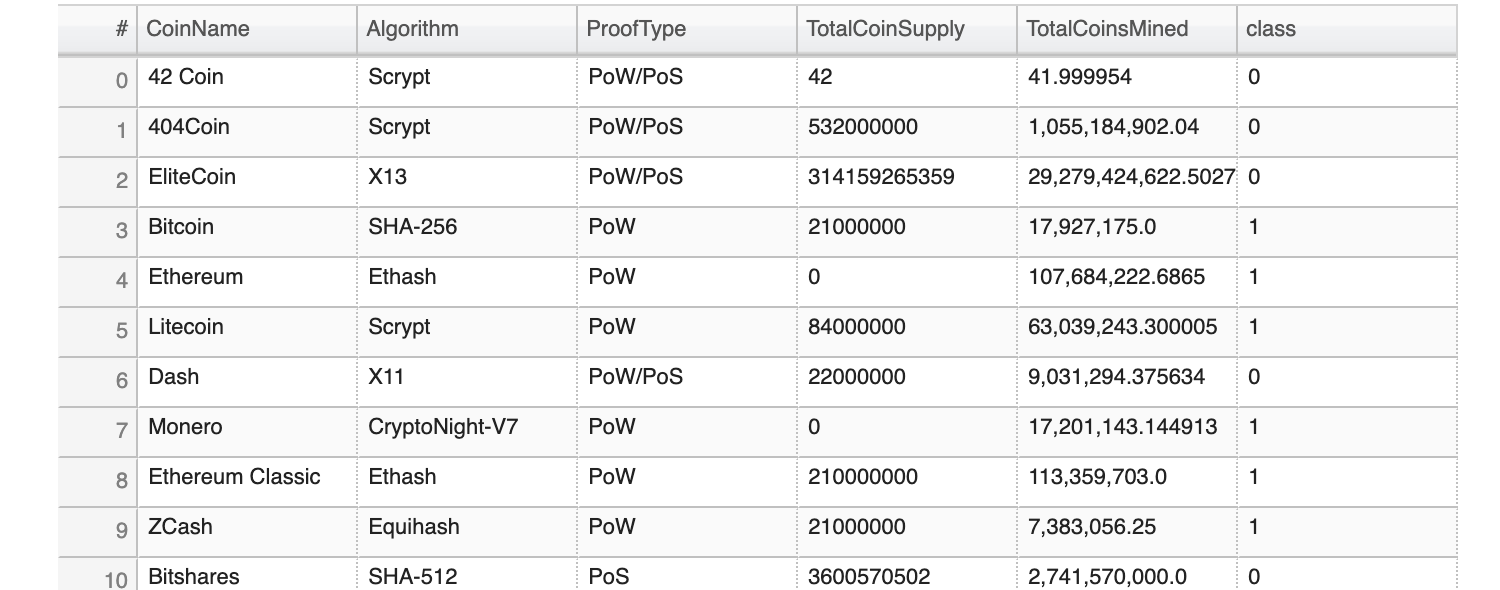 # CoinName Algorithm ProofType TotalCoinSupply TotalCoinsMined class
0 42 Coin Scrypt PoW/PoS 42 41.999954 0
1 404Coin Scrypt PoW/PoS 532000000 1,055,184,902.04 0
2 EliteCoin X13 PoW/PoS 314159265359 29,279,424,622.5027 0
3 Bitcoin SHA-256 PoW 21000000 17,927,175.0 1
4 Ethereum Ethash PoW 0 107,684,222.6865 1
5 Litecoin Scrypt PoW 84000000 63,039,243.300005 1
6 Dash X11 PoW/PoS 22000000 9,031,294.375634 0
7 Monero CryptoNight-V7 PoW 0 17,201,143.144913 1
8 Ethereum Classic Ethash PoW 210000000 113,359,703.0 1
9 ZCash Equihash PoW 21000000 7,383,056.25 1
10 Bitshares SHA-512 PoS 3600570502 2,741,570,000.0 0